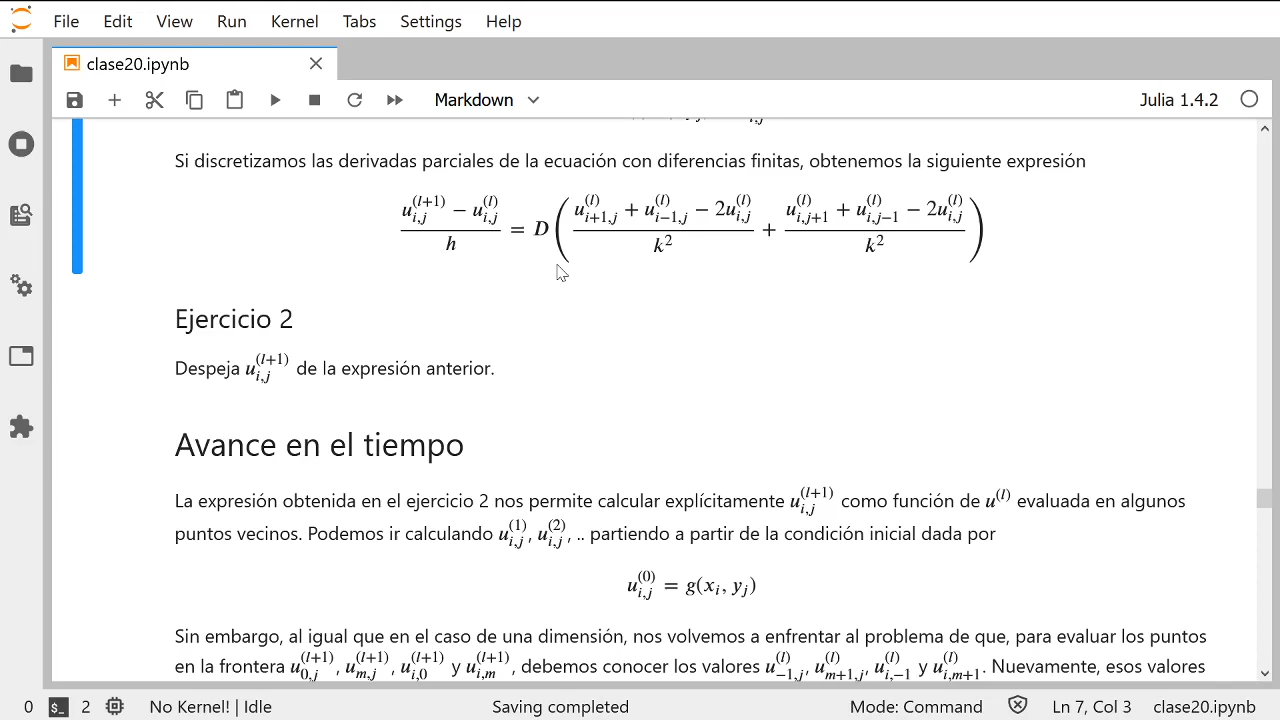 File Edit View Run Kernel Tabs Settings Help
clase20.ipynb
Markdown Julia 1.4.2
Si discretizamos las derivadas parciales de la ecuación con diferencias finitas, obtenemos la siguiente expresión
\frac{u_{i,j}^{(l+1)} - u_{i,j}^{(l)}}{h} = D \left( \frac{u_{i+1,j}^{(l)} + u_{i-1,j}^{(l)} - 2u_{i,j}^{(l)}}{k^2} + \frac{u_{i,j+1}^{(l)} + u_{i,j-1}^{(l)} - 2u_{i,j}^{(l)}}{k^2} \right)
Ejercicio 2
Despeja u_{i,j}^{(l+1)} de la expresión anterior.
Avance en el tiempo
La expresión obtenida en el ejercicio 2 nos permite calcular explícitamente u_{i,j}^{(l+1)} como función de u^{(l)} evaluada en algunos
puntos vecinos. Podemos ir calculando u_{i,j}^{(1)}, u_{i,j}^{(2)}, .. partiendo a partir de la condición inicial dada por
u_{i,j}^{(0)} = g(x_i, y_j)
Sin embargo, al igual que en el caso de una dimensión, nos volvemos a enfrentar al problema de que, para evaluar los puntos
en la frontera u_{0,j}^{(l+1)}, u_{m,j}^{(l+1)}, u_{i,0}^{(l+1)} y u_{i,m}^{(l+1)}, debemos conocer los valores u_{-1,j}^{(l)}, u_{m+1,j}^{(l)}, u_{i,-1}^{(l)} y u_{i,m+1}^{(l)}. Nuevamente, esos valores
0 $_ 2 No Kernel! | Idle Saving completed Mode: Command Ln 7, Col 3 clase20.ipynb